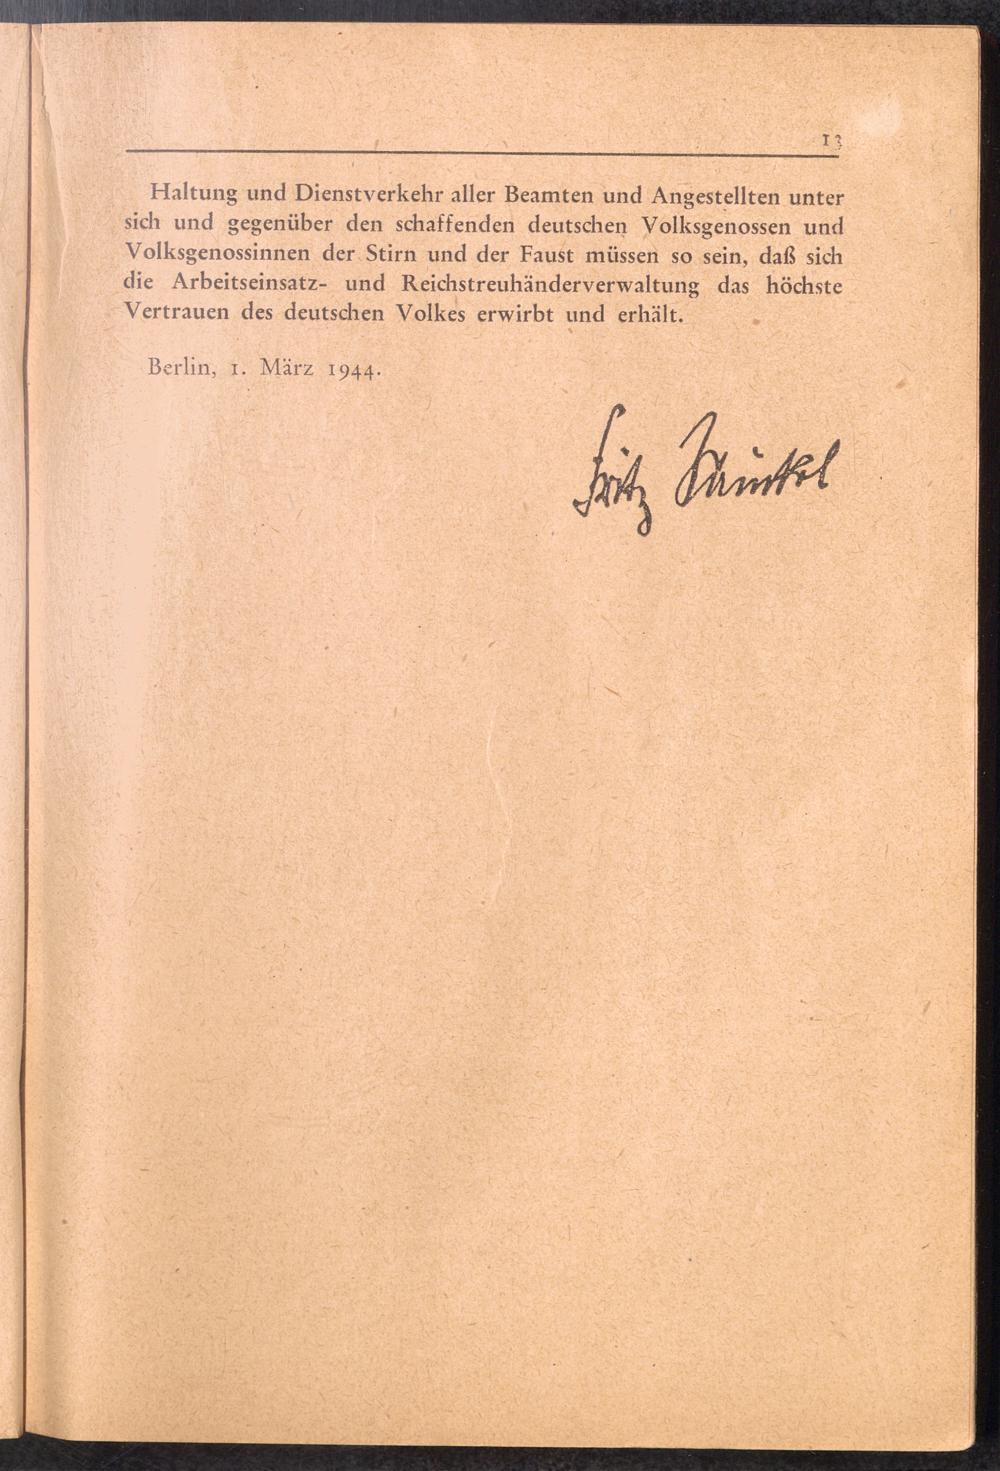 13
Haltung und Dienstverkehr aller Beamten und Angestellten unter
sich und gegenüber den schaffenden deutschen Volksgenossen und
Volksgenossinnen der Stirn und der Faust müssen so sein, daß sich
die Arbeitseinsatz- und Reichstreuhänderverwaltung das höchste
Vertrauen des deutschen Volkes erwirbt und erhält.
Berlin, 1. März 1944.
Fritz Sauckel